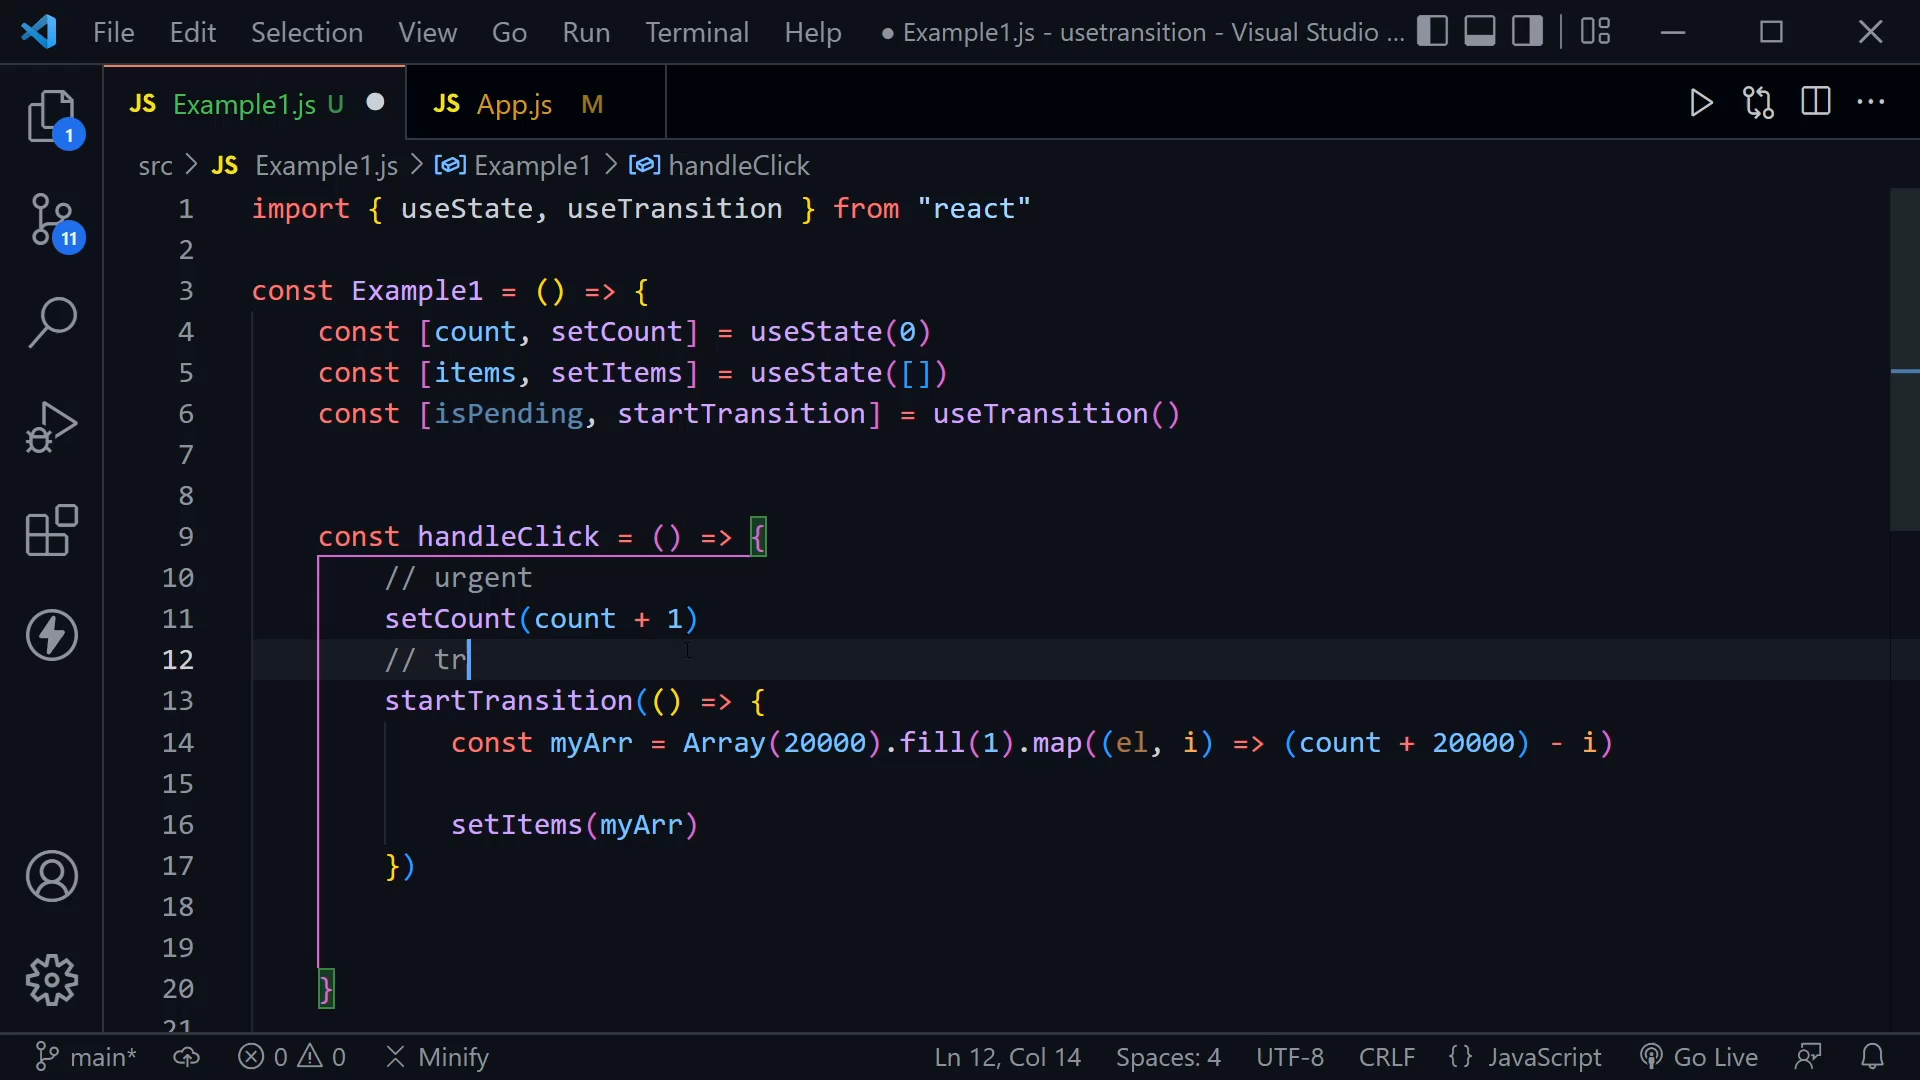 File Edit Selection View Go Run Terminal Help ● Example1.js - usetransition - Visual Studio ...
JS Example1.js U ● JS App.js M
src > JS Example1.js > Example1 > handleClick
1
11
1 import { useState, useTransition } from "react"
2
3 const Example1 = () => {
4 const [count, setCount] = useState(0)
5 const [items, setItems] = useState([])
6 const [isPending, startTransition] = useTransition()
7
8
9 const handleClick = () => {
10 // urgent
11 setCount(count + 1)
12 // tr
13 startTransition(() => {
14 const myArr = Array(20000).fill(1).map((el, i) => (count + 20000) - i)
15
16 setItems(myArr)
17 })
18
19
20 }
21
main* 0 0 Minify Ln 12, Col 14 Spaces: 4 UTF-8 CRLF {} JavaScript Go Live